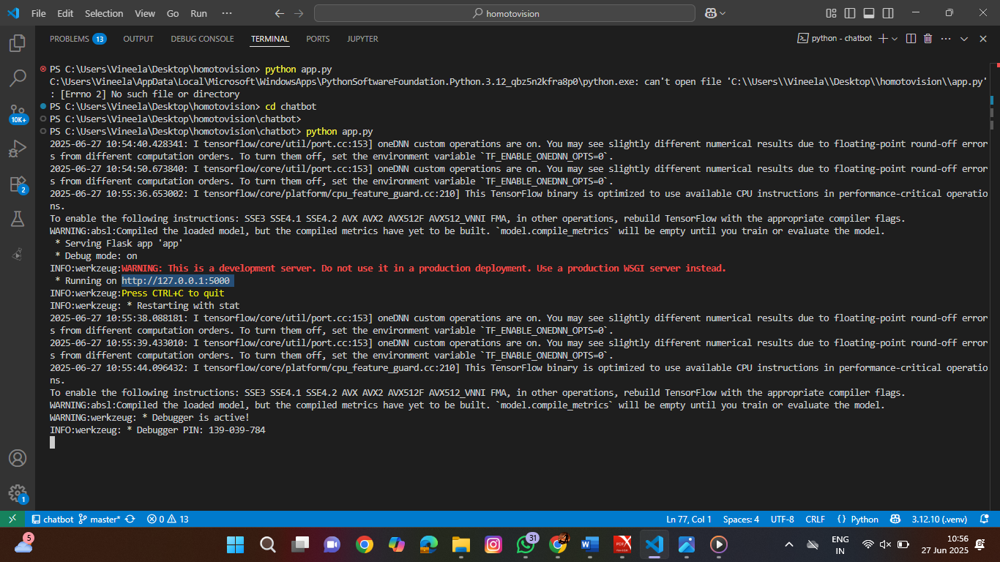 File Edit Selection View Go Run ··· homotovision
PROBLEMS 13 OUTPUT DEBUG CONSOLE TERMINAL PORTS JUPYTER python - chatbot
PS C:\Users\Vineela\Desktop\homotovision> python app.py
C:\Users\Vineela\AppData\Local\Microsoft\WindowsApps\PythonSoftwareFoundation.Python.3.12_qbz5n2kfra8p0\python.exe: can't open file 'C:\\Users\\Vineela\\Desktop\\homotovision\\app.py'
: [Errno 2] No such file or directory
PS C:\Users\Vineela\Desktop\homotovision> cd chatbot
PS C:\Users\Vineela\Desktop\homotovision\chatbot>
PS C:\Users\Vineela\Desktop\homotovision\chatbot> python app.py
2025-06-27 10:54:40.428341: I tensorflow/core/util/port.cc:153] oneDNN custom operations are on. You may see slightly different numerical results due to floating-point round-off error
s from different computation orders. To turn them off, set the environment variable `TF_ENABLE_ONEDNN_OPTS=0`.
2025-06-27 10:54:50.673840: I tensorflow/core/util/port.cc:153] oneDNN custom operations are on. You may see slightly different numerical results due to floating-point round-off error
s from different computation orders. To turn them off, set the environment variable `TF_ENABLE_ONEDNN_OPTS=0`.
2025-06-27 10:55:36.653002: I tensorflow/core/platform/cpu_feature_guard.cc:210] This TensorFlow binary is optimized to use available CPU instructions in performance-critical operatio
ns.
To enable the following instructions: SSE3 SSE4.1 SSE4.2 AVX AVX2 AVX512F AVX512_VNNI FMA, in other operations, rebuild TensorFlow with the appropriate compiler flags.
WARNING:absl:Compiled the loaded model, but the compiled metrics have yet to be built. `model.compile_metrics` will be empty until you train or evaluate the model.
* Serving Flask app 'app'
* Debug mode: on
INFO:werkzeug:WARNING: This is a development server. Do not use it in a production deployment. Use a production WSGI server instead.
* Running on http://127.0.0.1:5000
INFO:werkzeug:Press CTRL+C to quit
INFO:werkzeug: * Restarting with stat
2025-06-27 10:55:38.088181: I tensorflow/core/util/port.cc:153] oneDNN custom operations are on. You may see slightly different numerical results due to floating-point round-off error
s from different computation orders. To turn them off, set the environment variable `TF_ENABLE_ONEDNN_OPTS=0`.
2025-06-27 10:55:39.433010: I tensorflow/core/util/port.cc:153] oneDNN custom operations are on. You may see slightly different numerical results due to floating-point round-off error
s from different computation orders. To turn them off, set the environment variable `TF_ENABLE_ONEDNN_OPTS=0`.
2025-06-27 10:55:44.096432: I tensorflow/core/platform/cpu_feature_guard.cc:210] This TensorFlow binary is optimized to use available CPU instructions in performance-critical operatio
ns.
To enable the following instructions: SSE3 SSE4.1 SSE4.2 AVX AVX2 AVX512F AVX512_VNNI FMA, in other operations, rebuild TensorFlow with the appropriate compiler flags.
WARNING:absl:Compiled the loaded model, but the compiled metrics have yet to be built. `model.compile_metrics` will be empty until you train or evaluate the model.
WARNING:werkzeug: * Debugger is active!
INFO:werkzeug: * Debugger PIN: 139-039-784
10K+
2
1
chatbot master* 0 13 Ln 77, Col 1 Spaces: 4 UTF-8 CRLF {} Python 3.12.10 (.venv)
5 31 ENG 10:56
IN 27 Jun 2025